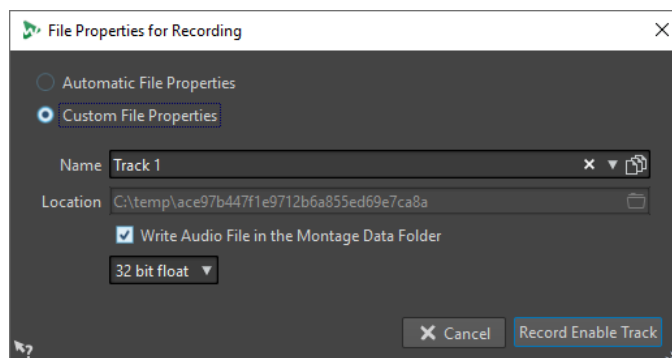 File Properties for Recording
Automatic File Properties
Custom File Properties
Name Track 1
Location C:\temp\ace97b447f1e9712b6a855ed69e7ca8a
Write Audio File in the Montage Data Folder
32 bit float
Cancel Record Enable Track